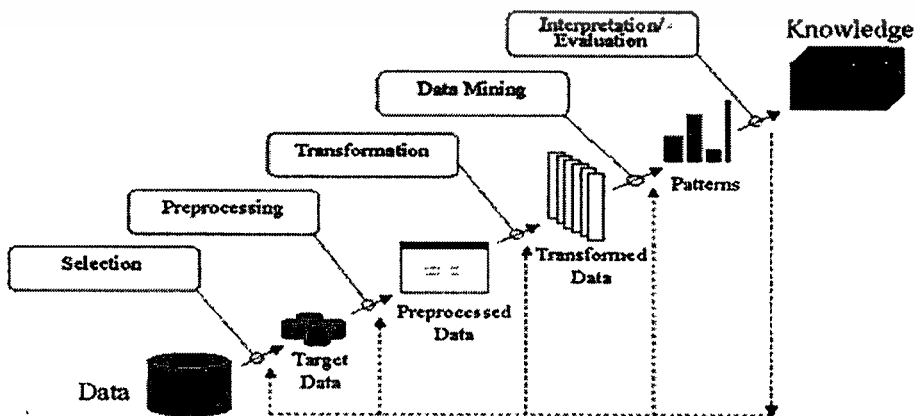 Interpretation/
Evaluation
Knowledge
Data Mining
Transformation
Patterns
Preprocessing
Transformed
Data
Selection
Preprocessed
Data
Target
Data
Data